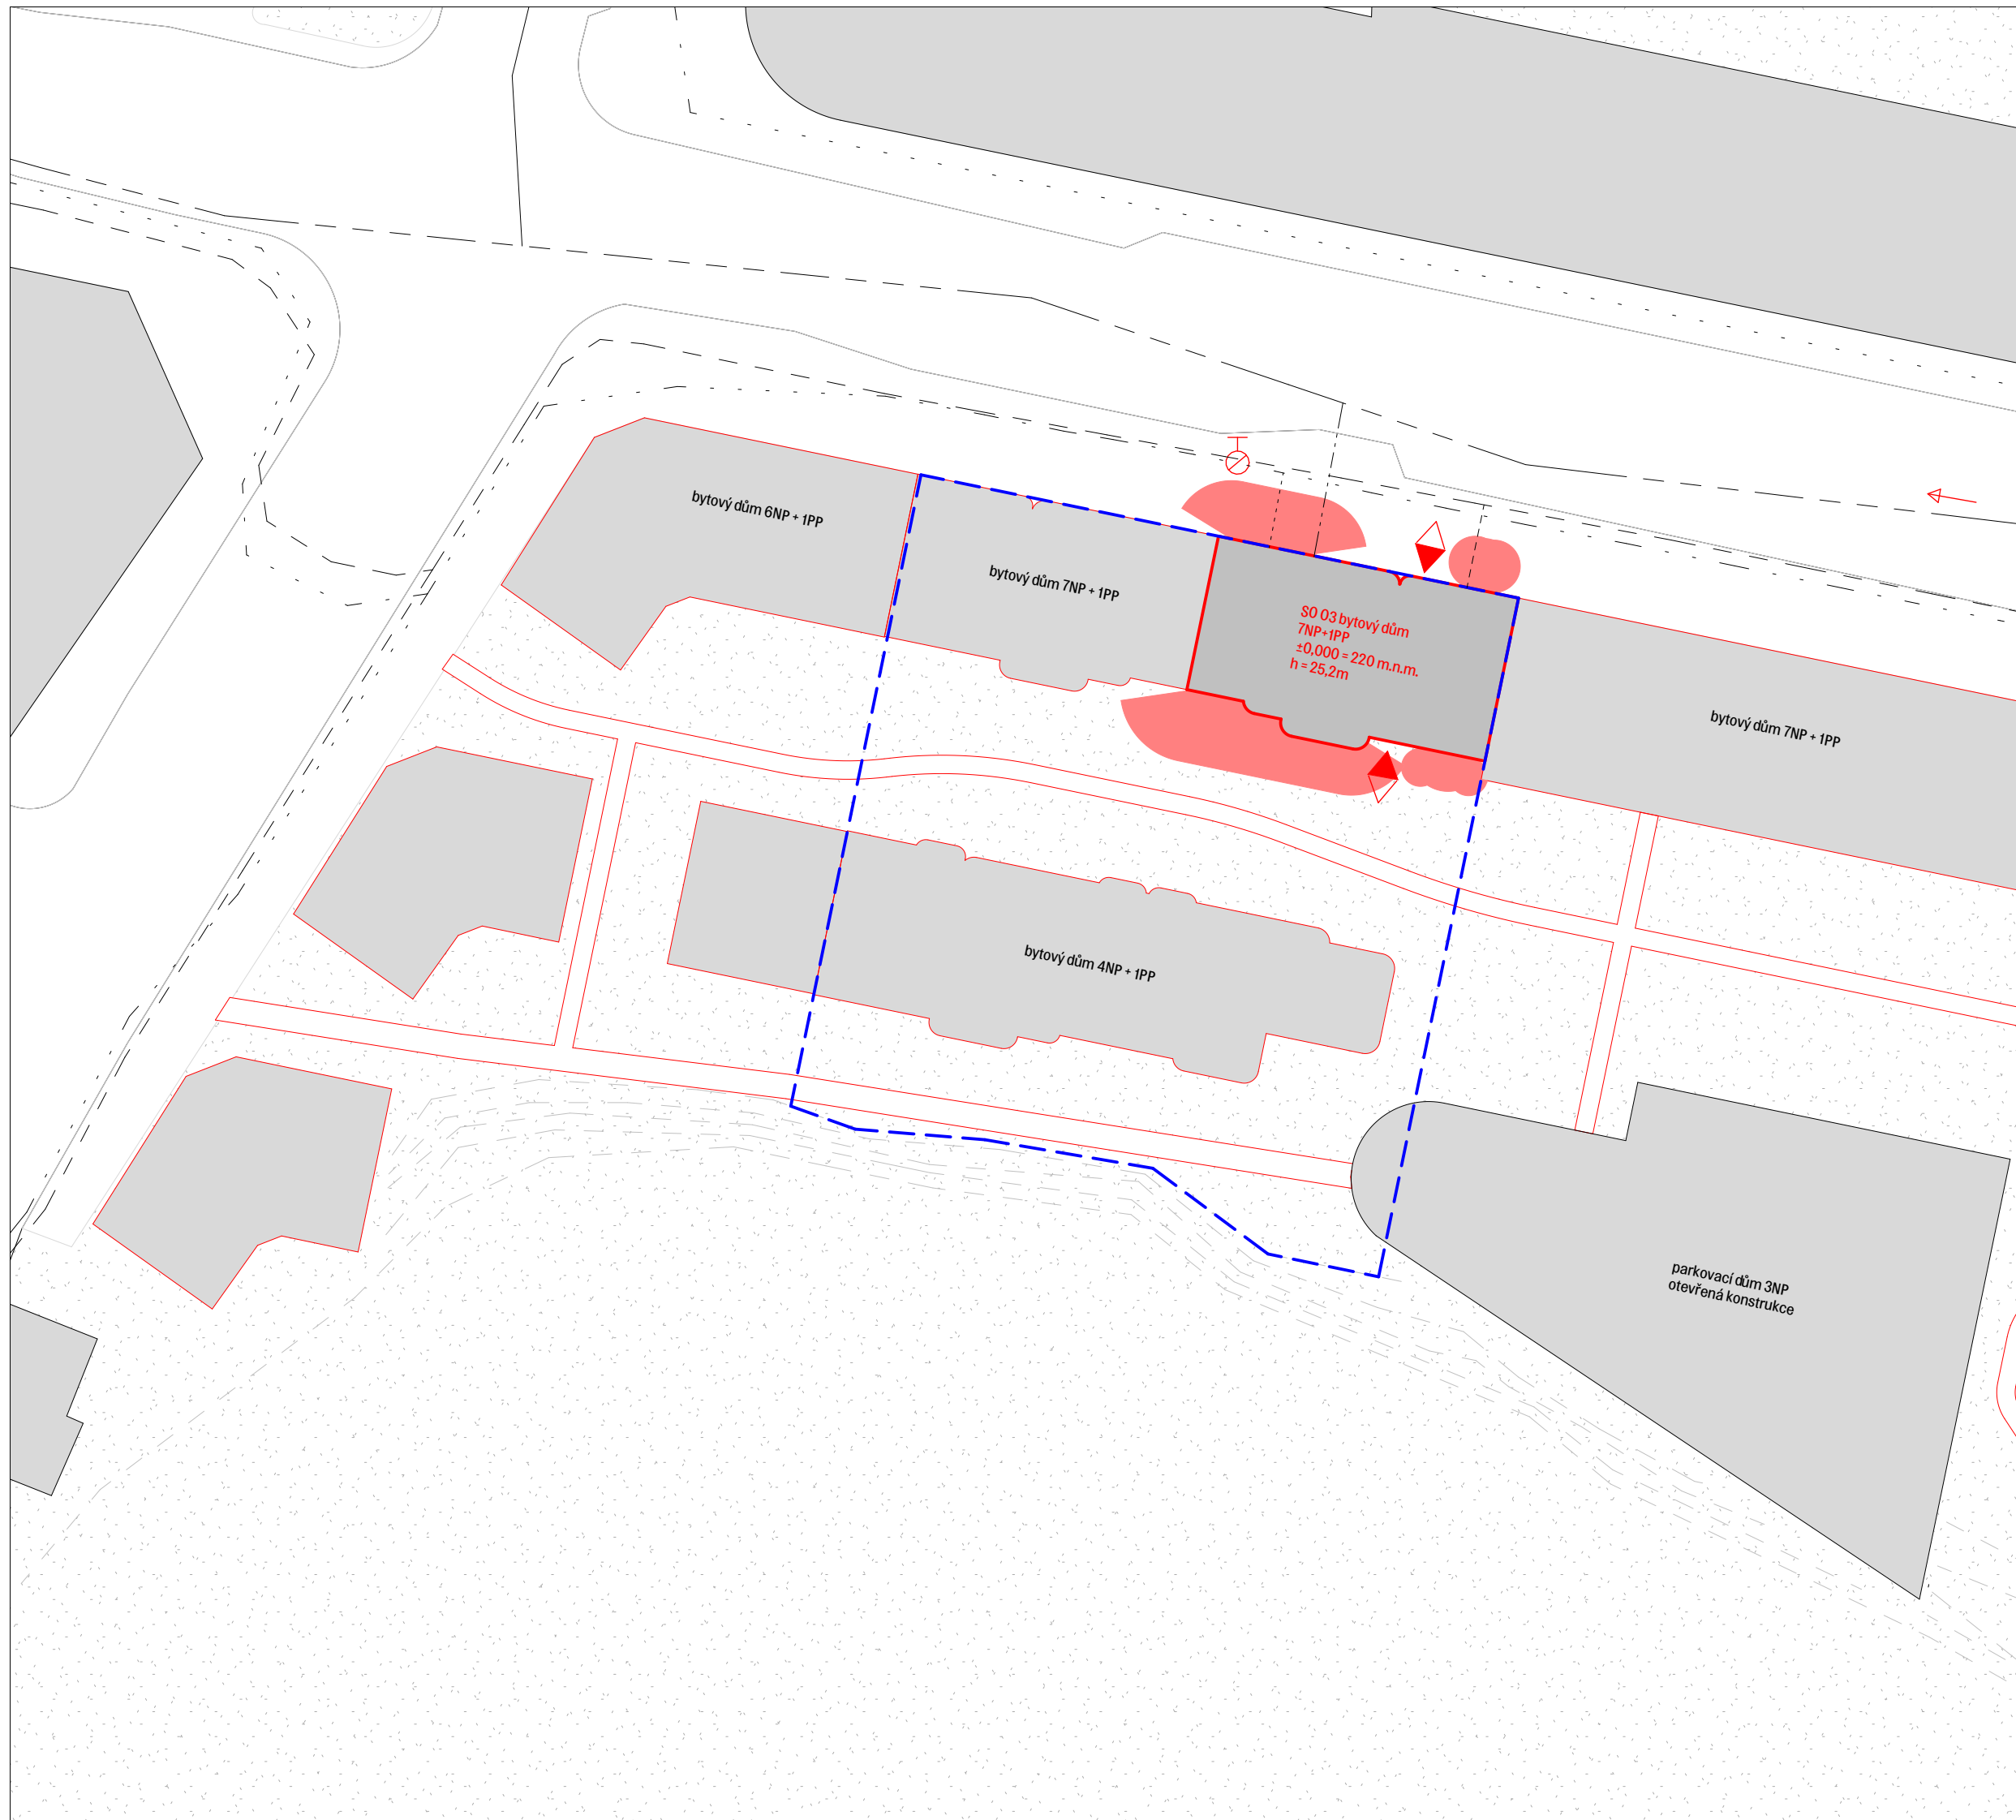 bytový dům 6NP + 1PP
bytový dům 7NP + 1PP
SO 03 bytový dům
7NP+1PP
±0,000 = 220 m.n.m.
h = 25,2m
bytový dům 7NP + 1PP
bytový dům 4NP + 1PP
parkovací dům 3NP
otevřená konstrukce